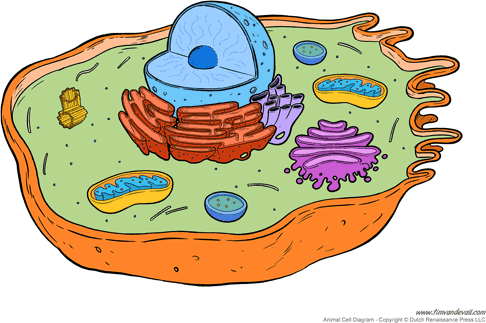 www.timvandevall.com
Animal Cell Diagram - Copyright © Dutch Renaissance Press LLC